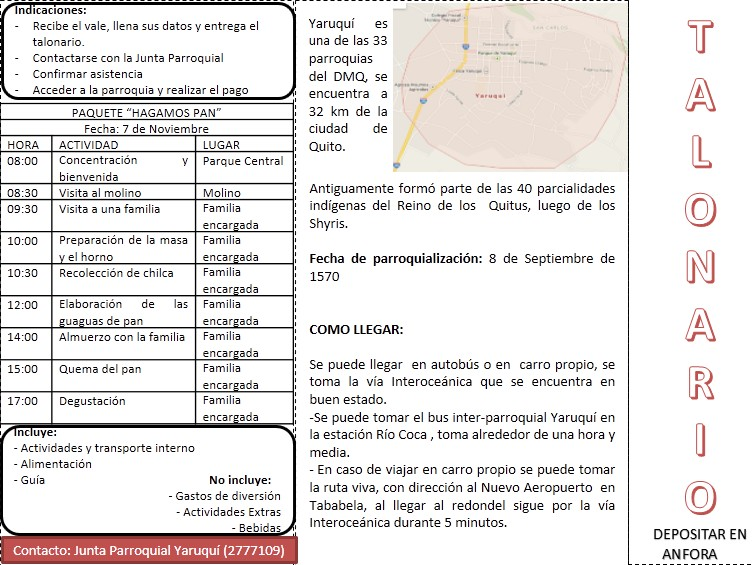 Indicaciones:
- Recibe el vale, llena sus datos y entrega el
talonario.
- Contactarse con la Junta Parroquial
- Confirmar asistencia
- Acceder a la parroquia y realizar el pago
PAQUETE “HAGAMOS PAN”
Fecha: 7 de Noviembre
HORA ACTIVIDAD LUGAR
08:00 Concentración y Parque Central
bienvenida
08:30 Visita al molino Molino
09:30 Visita a una familia Familia
encargada
10:00 Preparación de la masa Familia
y el horno encargada
10:30 Recolección de chilca Familia
encargada
12:00 Elaboración de las Familia
guaguas de pan encargada
14:00 Almuerzo con la familia Familia
encargada
15:00 Quema del pan Familia
encargada
17:00 Degustación Familia
encargada
Incluye:
- Actividades y transporte interno
- Alimentación
- Guía No incluye:
- Gastos de diversión
- Actividades Extras
- Bebidas
Contacto: Junta Parroquial Yaruquí (2777109)
Yaruquí es
una de las 33
parroquias
del DMQ, se
encuentra a
32 km de la
ciudad de
Quito.
Yaruqui
Antiguamente formó parte de las 40 parcialidades
indígenas del Reino de los Quitus, luego de los
Shyris.
Fecha de parroquialización: 8 de Septiembre de
1570
COMO LLEGAR:
Se puede llegar en autobús o en carro propio, se
toma la vía Interoceánica que se encuentra en
buen estado.
-Se puede tomar el bus inter-parroquial Yaruquí en
la estación Río Coca , toma alrededor de una hora y
media.
- En caso de viajar en carro propio se puede tomar
la ruta viva, con dirección al Nuevo Aeropuerto en
Tababela, al llegar al redondel sigue por la vía
Interoceánica durante 5 minutos.
TALONARIO
DEPOSITAR EN
ANFORA